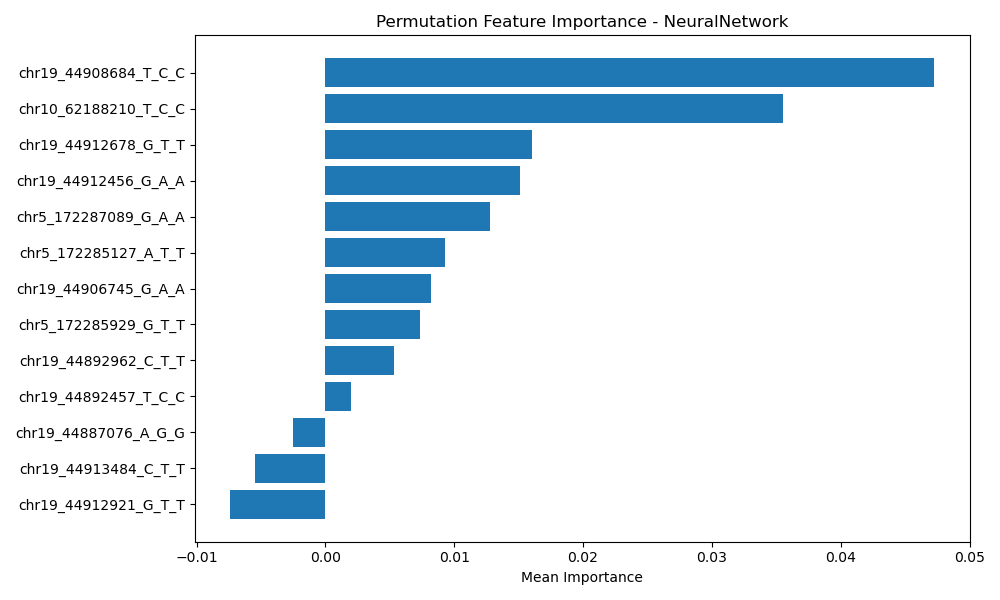 Permutation Feature Importance - NeuralNetwork
chr19_44908684_T_C_C
chr10_62188210_T_C_C
chr19_44912678_G_T_T
chr19_44912456_G_A_A
chr5_172287089_G_A_A
chr5_172285127_A_T_T
chr19_44906745_G_A_A
chr5_172285929_G_T_T
chr19_44892962_C_T_T
chr19_44892457_T_C_C
chr19_44887076_A_G_G
chr19_44913484_C_T_T
chr19_44912921_G_T_T
−0.01 0.00 0.01 0.02 0.03 0.04 0.05
Mean Importance